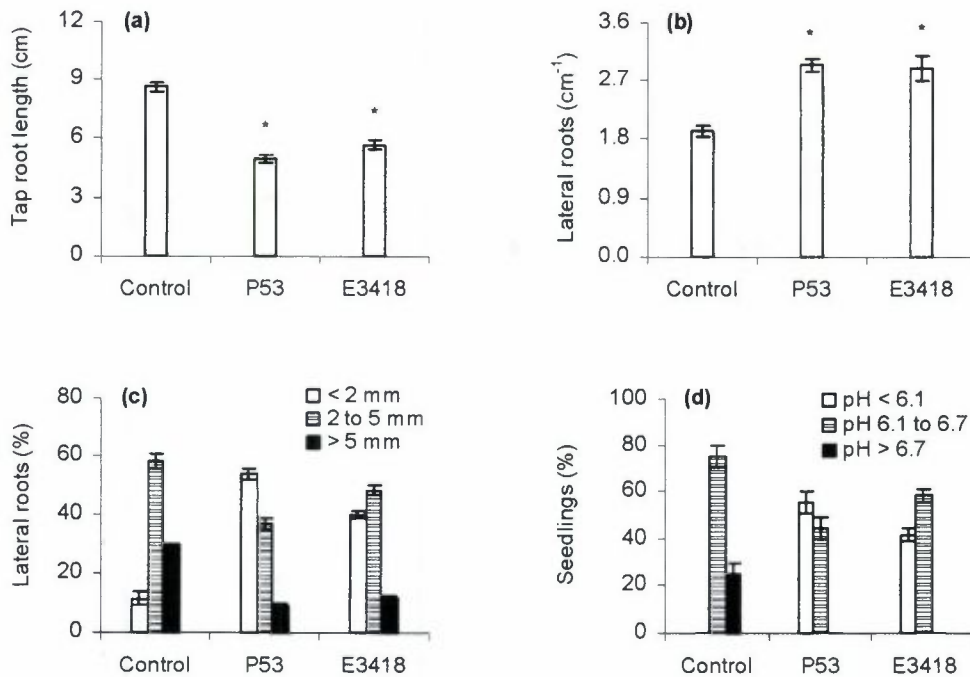 (a)
Tap root length (cm)
12
9
6
3
0
*
*
Control P53 E3418
(b)
Lateral roots (cm⁻¹)
3.6
2.7
1.8
0.9
0.0
*
*
Control P53 E3418
(c)
Lateral roots (%)
80
60
40
20
0
< 2 mm
2 to 5 mm
> 5 mm
Control P53 E3418
(d)
Seedlings (%)
100
80
60
40
20
0
pH < 6.1
pH 6.1 to 6.7
pH > 6.7
Control P53 E3418